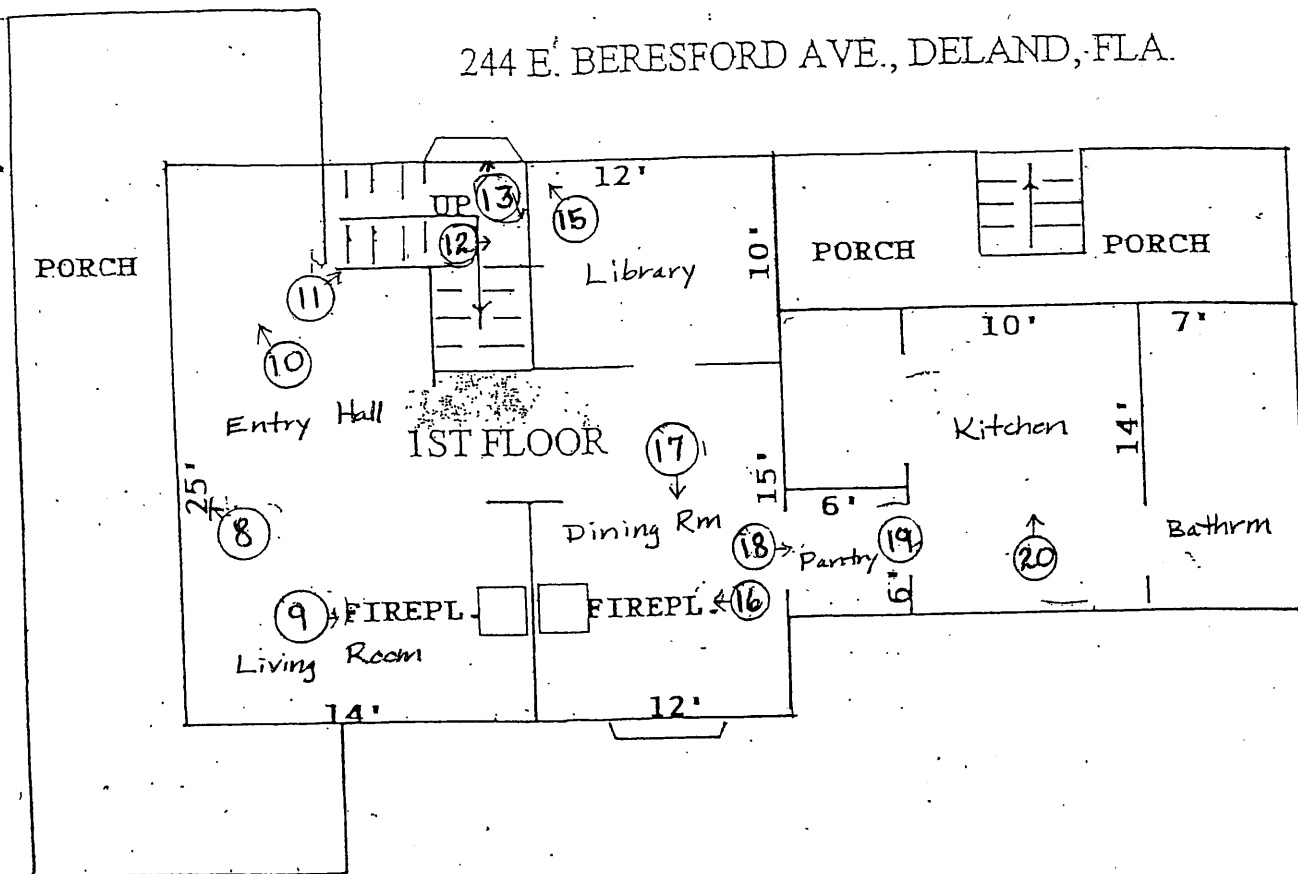 244 E. BERESFORD AVE., DELAND, FLA.
12'
UP
13
15
12
PORCH
Library
10'
PORCH
PORCH
11
10'
7'
10
Entry Hall
1ST FLOOR
17
Kitchen
14'
25'
15'
6'
8
Dining Rm
18
Pantry
19
20
Bathrm
9
FIREPL
FIREPL.
16
6'
Living Room
14'
12'